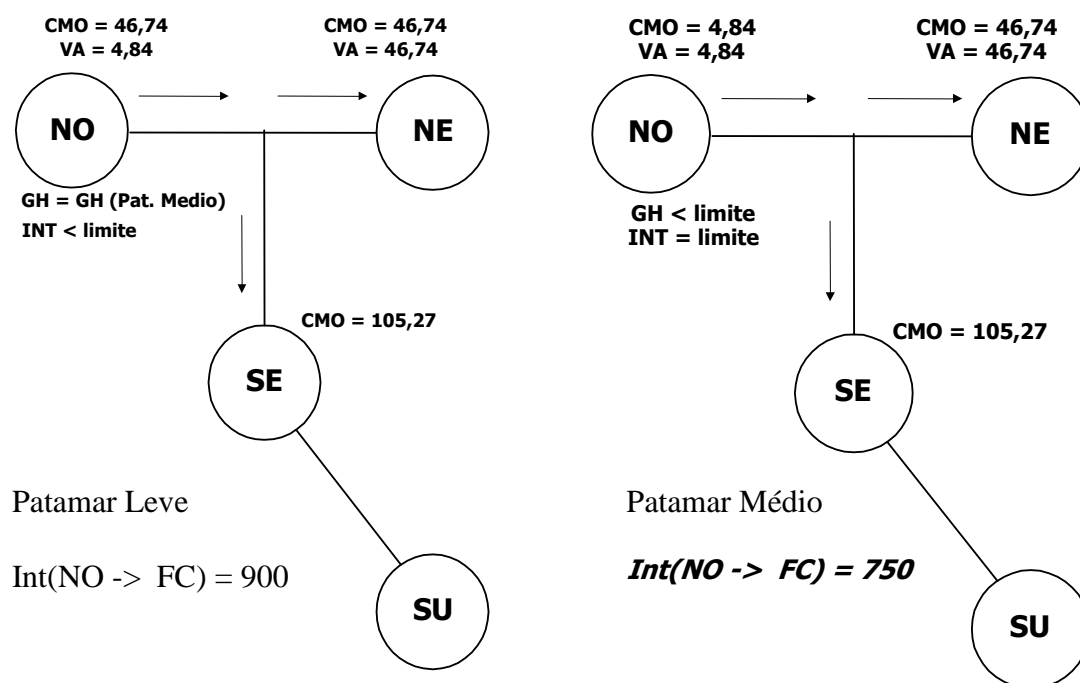 CMO = 46,74
VA = 4,84
CMO = 46,74
VA = 46,74
NO
NE
GH = GH (Pat. Medio)
INT < limite
CMO = 105,27
SE
Patamar Leve
Int(NO -> FC) = 900
SU
CMO = 4,84
VA = 4,84
CMO = 46,74
VA = 46,74
NO
NE
GH < limite
INT = limite
CMO = 105,27
SE
Patamar Médio
Int(NO -> FC) = 750
SU